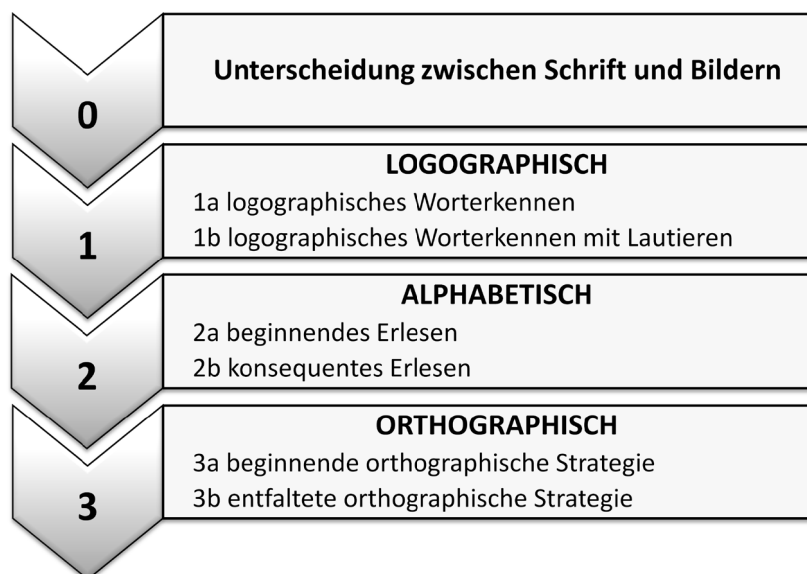 0
Unterscheidung zwischen Schrift und Bildern
1
LOGOGRAPHISCH
1a logographisches Worterkennen
1b logographisches Worterkennen mit Lautieren
2
ALPHABETISCH
2a beginnendes Erlesen
2b konsequentes Erlesen
3
ORTHOGRAPHISCH
3a beginnende orthographische Strategie
3b entfaltete orthographische Strategie